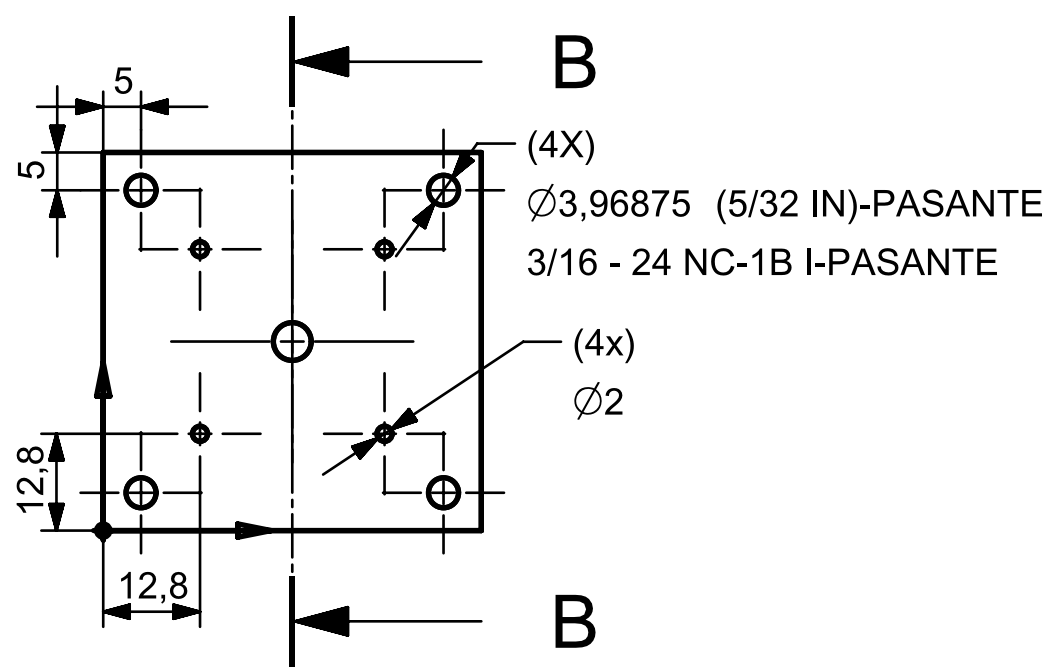 B
5
5
(4X)
∅3,96875 (5/32 IN)-PASANTE
3/16 - 24 NC-1B I-PASANTE
(4x)
∅2
12,8
12,8
B